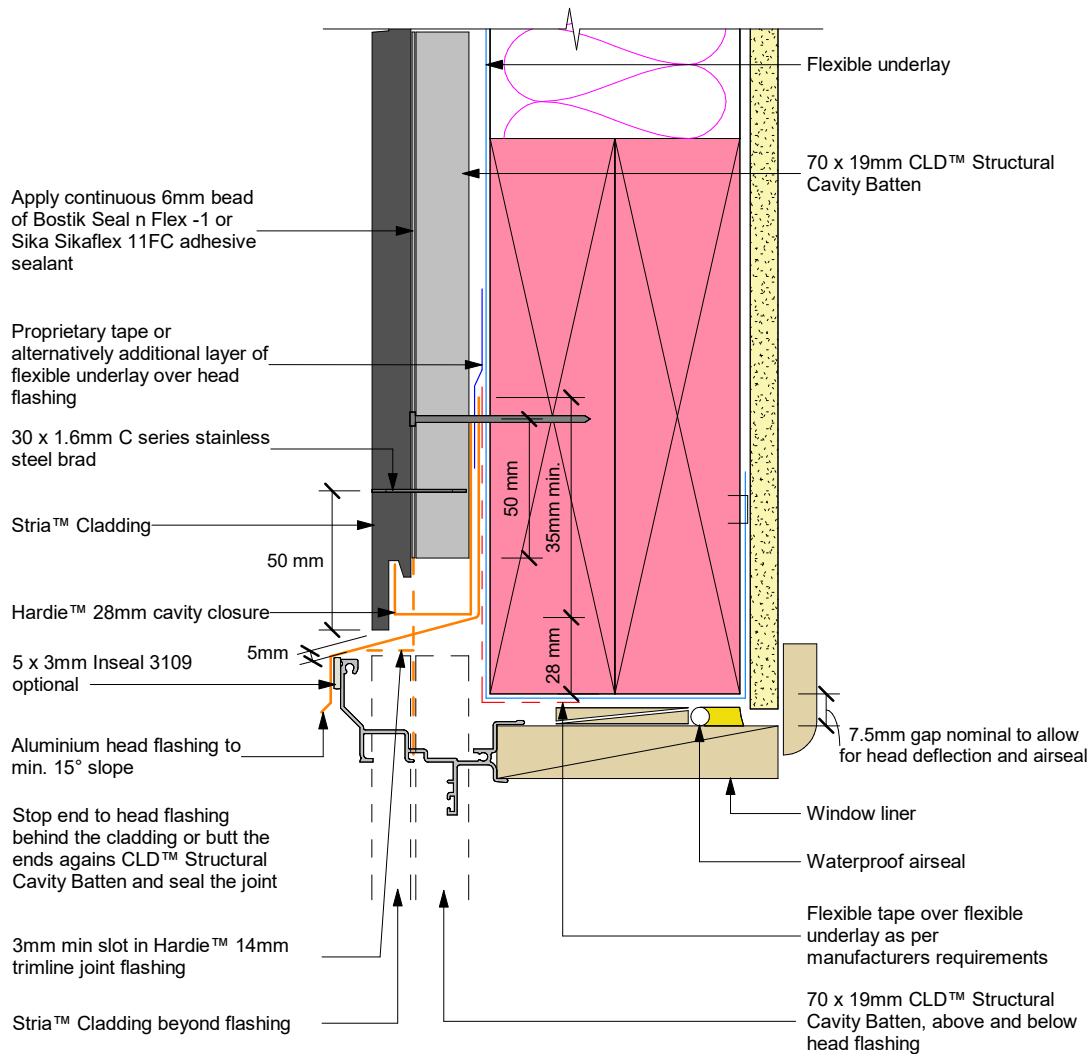 Flexible underlay
70 x 19mm CLD™ Structural
Cavity Batten
Apply continuous 6mm bead
of Bostik Seal n Flex -1 or
Sika Sikaflex 11FC adhesive
sealant
Proprietary tape or
alternatively additional layer of
flexible underlay over head
flashing
30 x 1.6mm C series stainless
steel brad
Stria™ Cladding
50 mm
50 mm
35mm min.
28 mm
Hardie™ 28mm cavity closure
5mm
5 x 3mm Inseal 3109
optional
Aluminium head flashing to
min. 15° slope
7.5mm gap nominal to allow
for head deflection and airseal
Window liner
Stop end to head flashing
behind the cladding or butt the
ends agains CLD™ Structural
Cavity Batten and seal the joint
Waterproof airseal
Flexible tape over flexible
underlay as per
manufacturers requirements
3mm min slot in Hardie™ 14mm
trimline joint flashing
Stria™ Cladding beyond flashing
70 x 19mm CLD™ Structural
Cavity Batten, above and below
head flashing